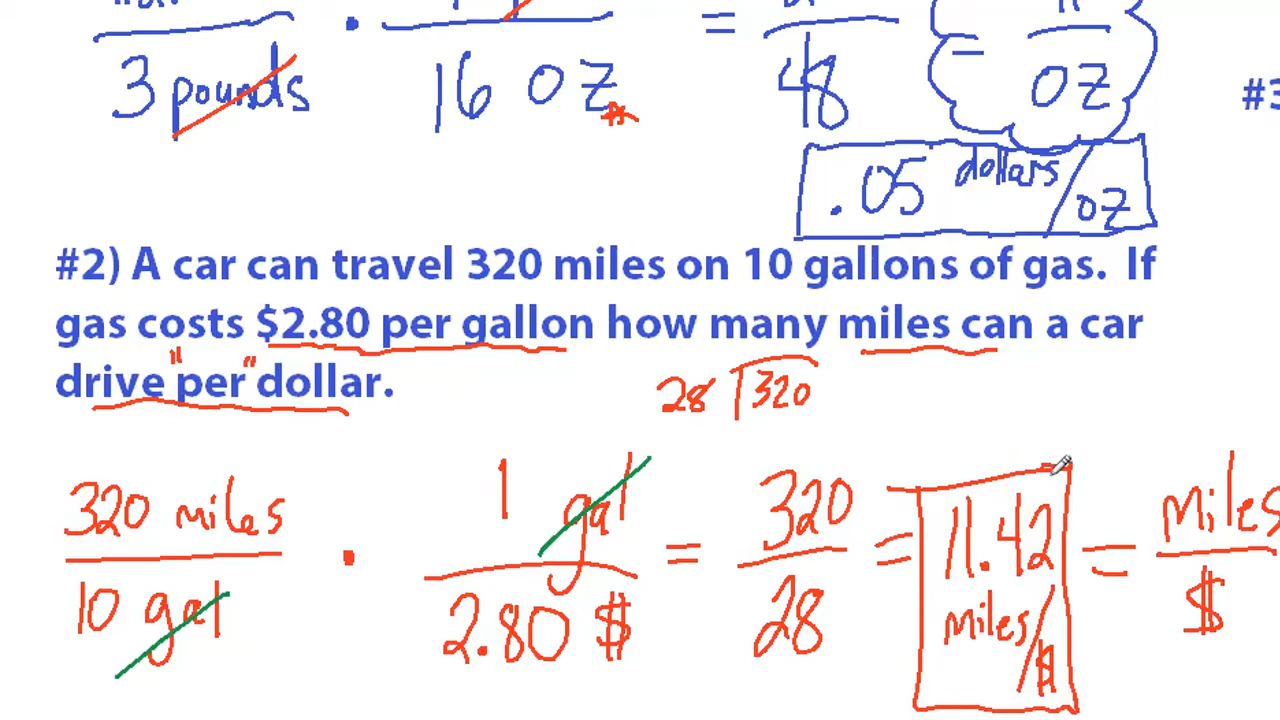 3 pounds · 16 oz = 48 = oz
#3
.05 dollars/oz
#2) A car can travel 320 miles on 10 gallons of gas. If
gas costs $2.80 per gallon how many miles can a car
drive "per" dollar.
28 320
320 miles · 1 gal = 320 = 11.42 = miles
10 gal 2.80 $ 28 miles/$ $